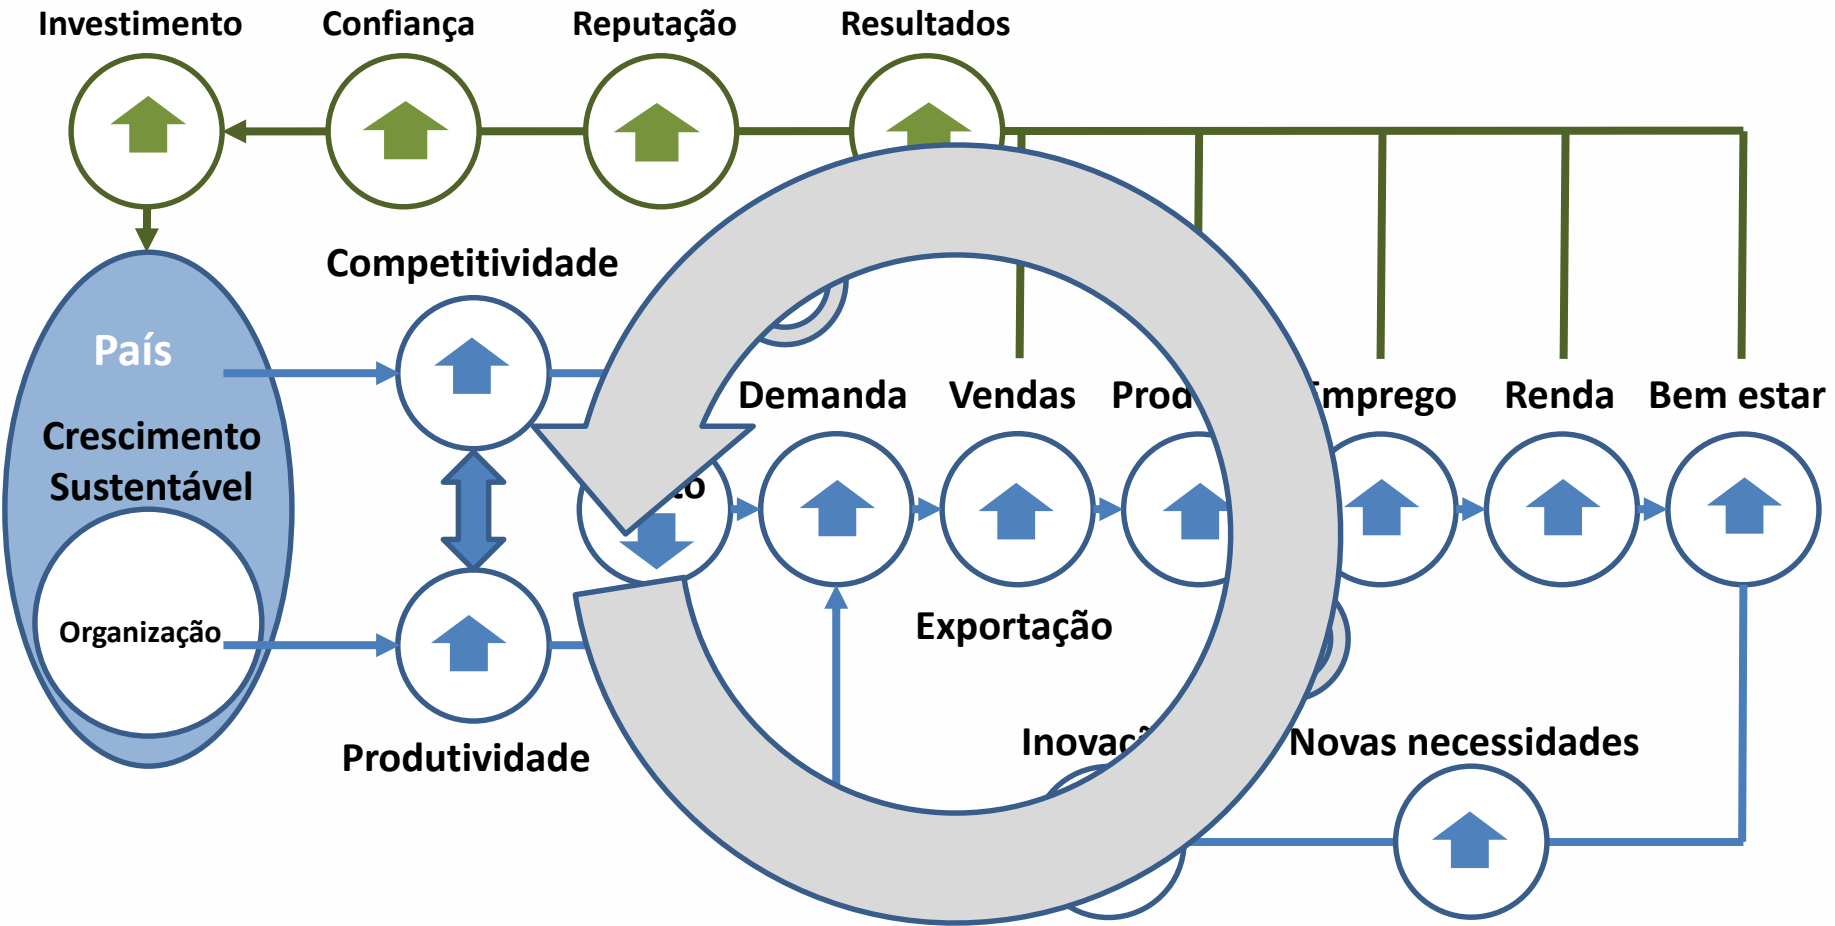 Investimento
Confiança
Reputação
Resultados
Competitividade
País
Crescimento
Sustentável
Organização
Demanda
Vendas
Renda
Bem estar
Exportação
Produtividade
Novas necessidades